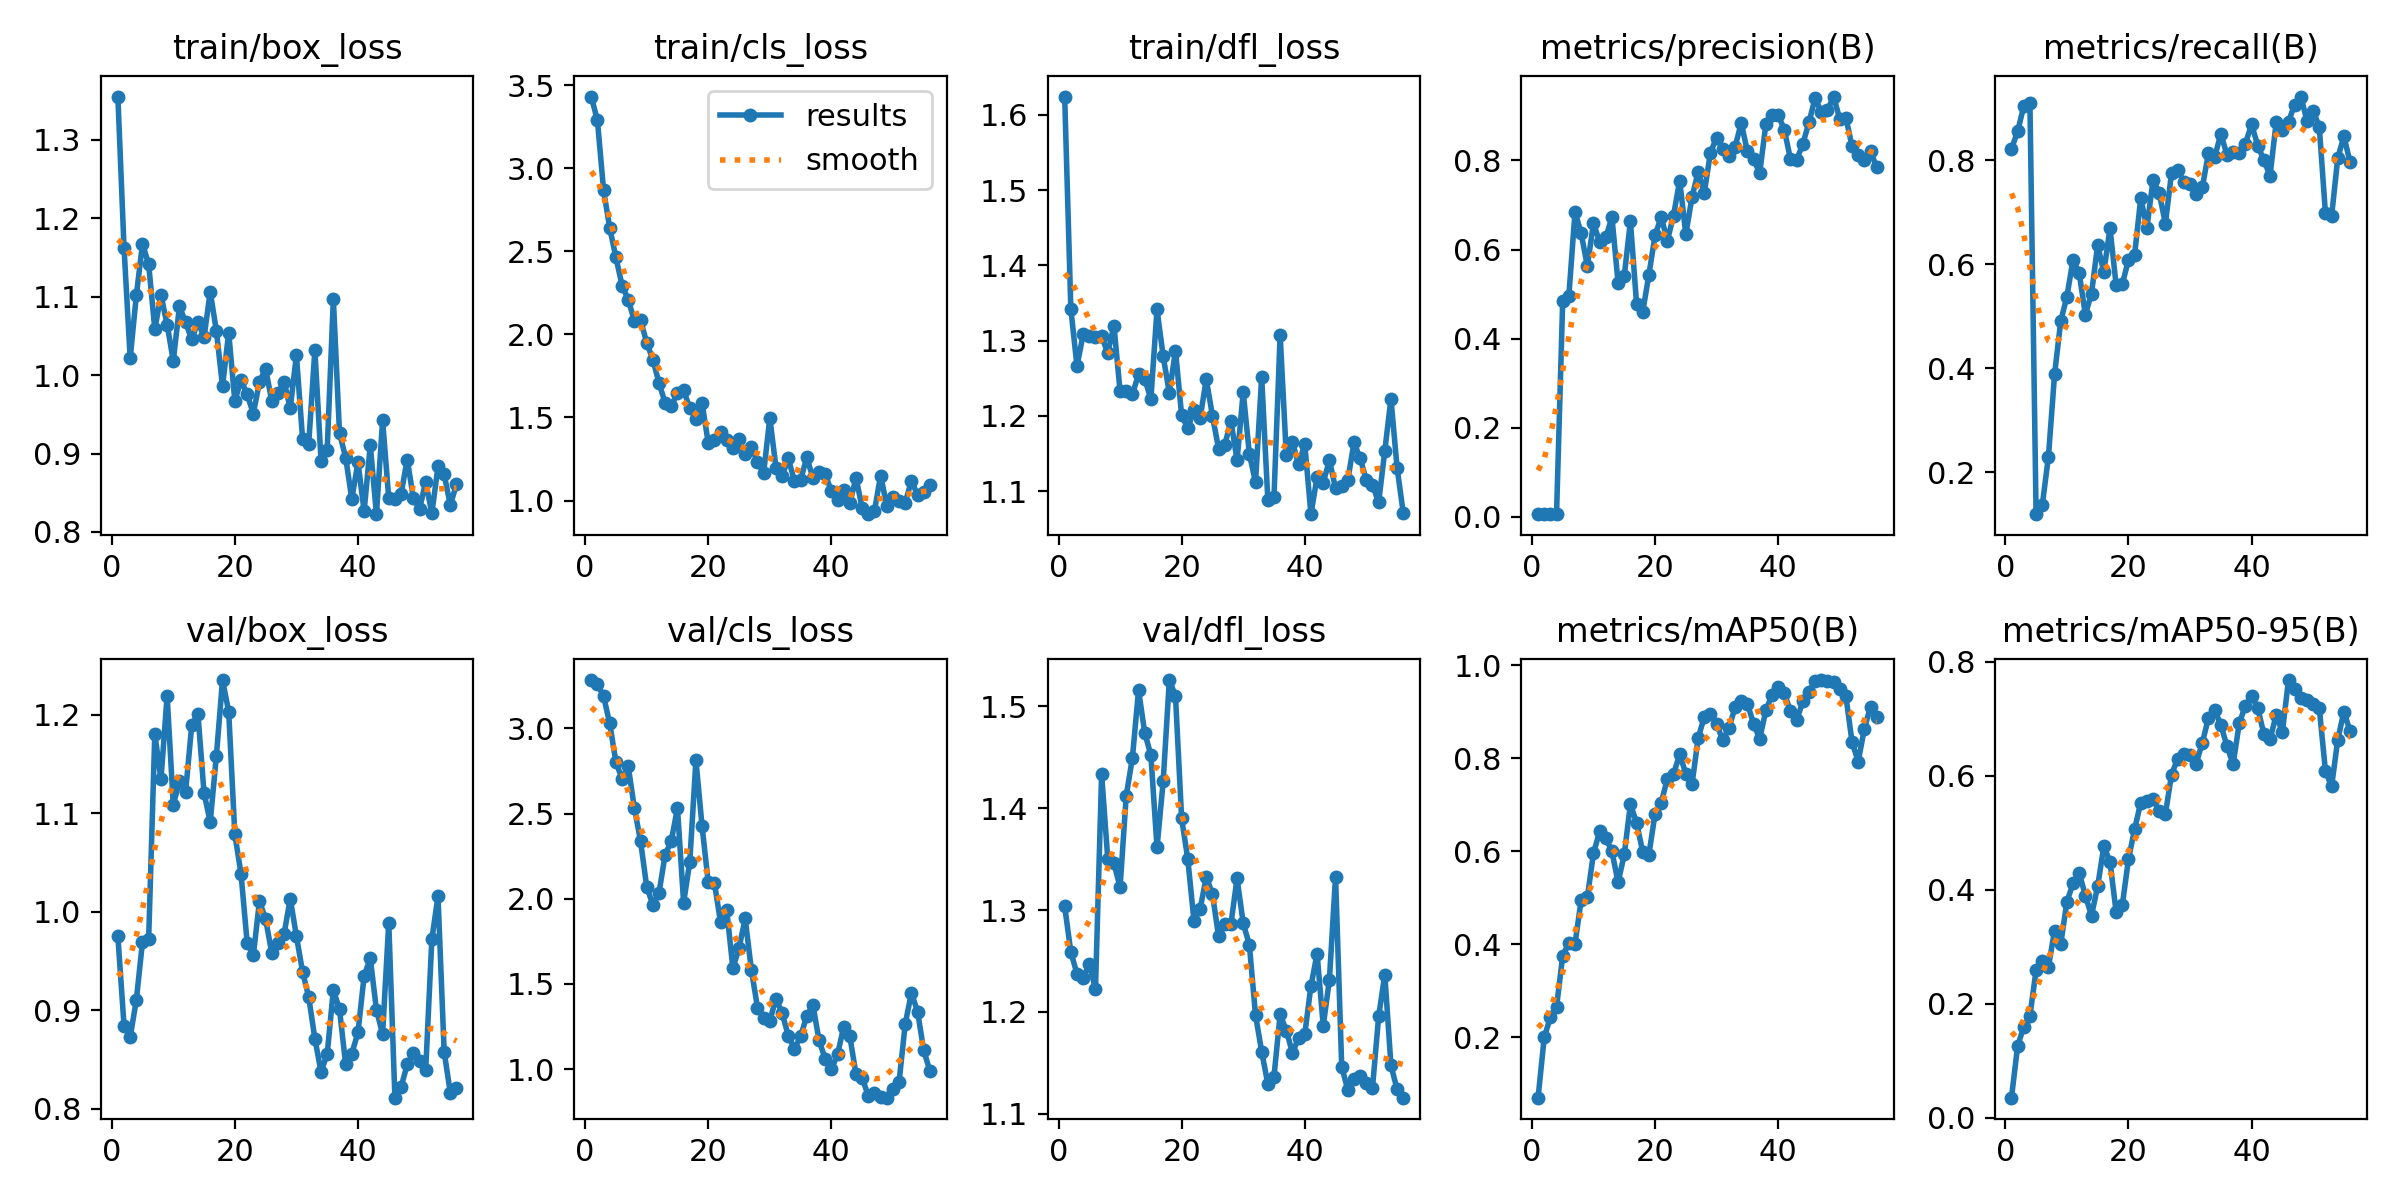 train/box_loss
1.3
1.2
1.1
1.0
0.9
0.8
0 20 40
train/cls_loss
results
smooth
3.5
3.0
2.5
2.0
1.5
1.0
0 20 40
train/dfl_loss
1.6
1.5
1.4
1.3
1.2
1.1
0 20 40
metrics/precision(B)
0.8
0.6
0.4
0.2
0.0
0 20 40
metrics/recall(B)
0.8
0.6
0.4
0.2
0 20 40
val/box_loss
1.2
1.1
1.0
0.9
0.8
0 20 40
val/cls_loss
3.0
2.5
2.0
1.5
1.0
0 20 40
val/dfl_loss
1.5
1.4
1.3
1.2
1.1
0 20 40
metrics/mAP50(B)
1.0
0.8
0.6
0.4
0.2
0 20 40
metrics/mAP50-95(B)
0.8
0.6
0.4
0.2
0.0
0 20 40